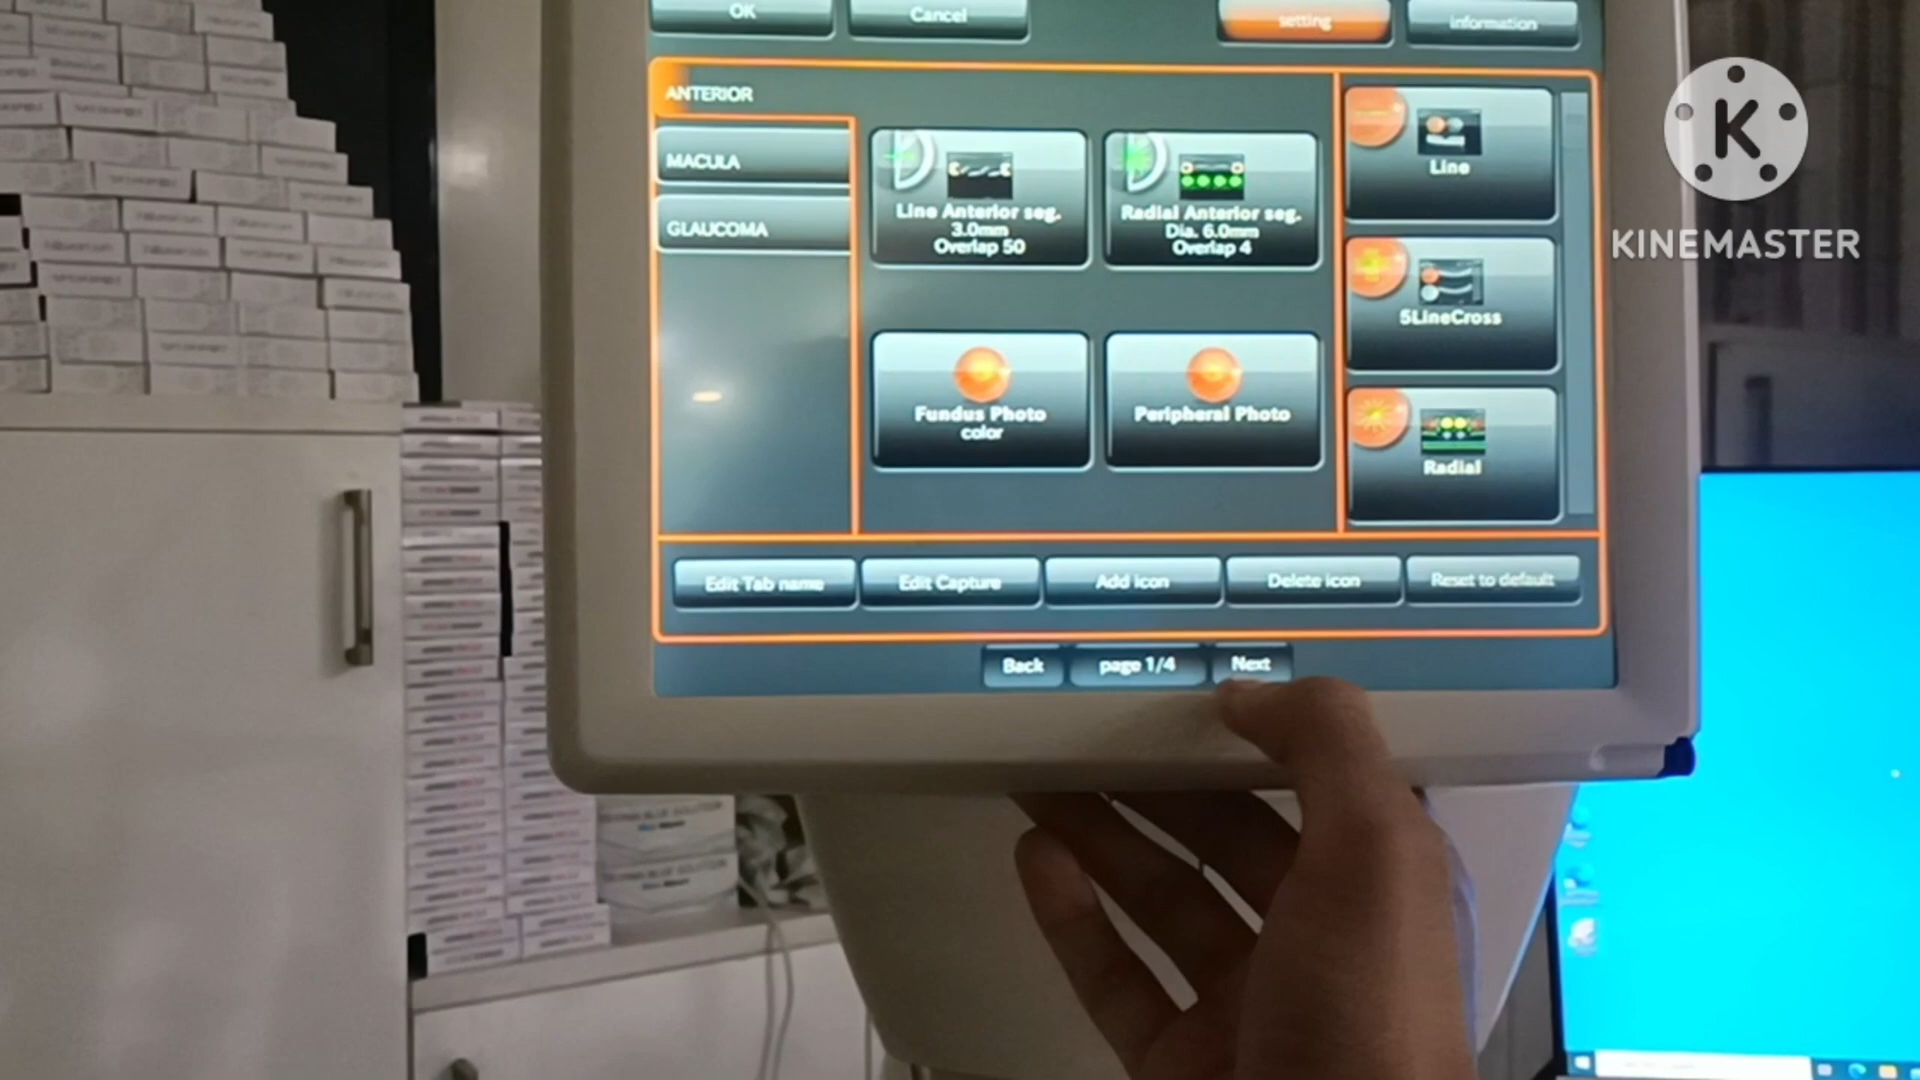 OK
Cancel
setting
information
ANTERIOR
MACULA
GLAUCOMA
Line Anterior seg.
3.0mm
Overlap 50
Radial Anterior seg.
Dia. 6.0mm
Overlap 4
Fundus Photo
color
Peripheral Photo
Line
5LineCross
Radial
Edit Tab name
Edit Capture
Add icon
Delete icon
Reset to default
Back
page 1/4
Next
K
KINEMASTER